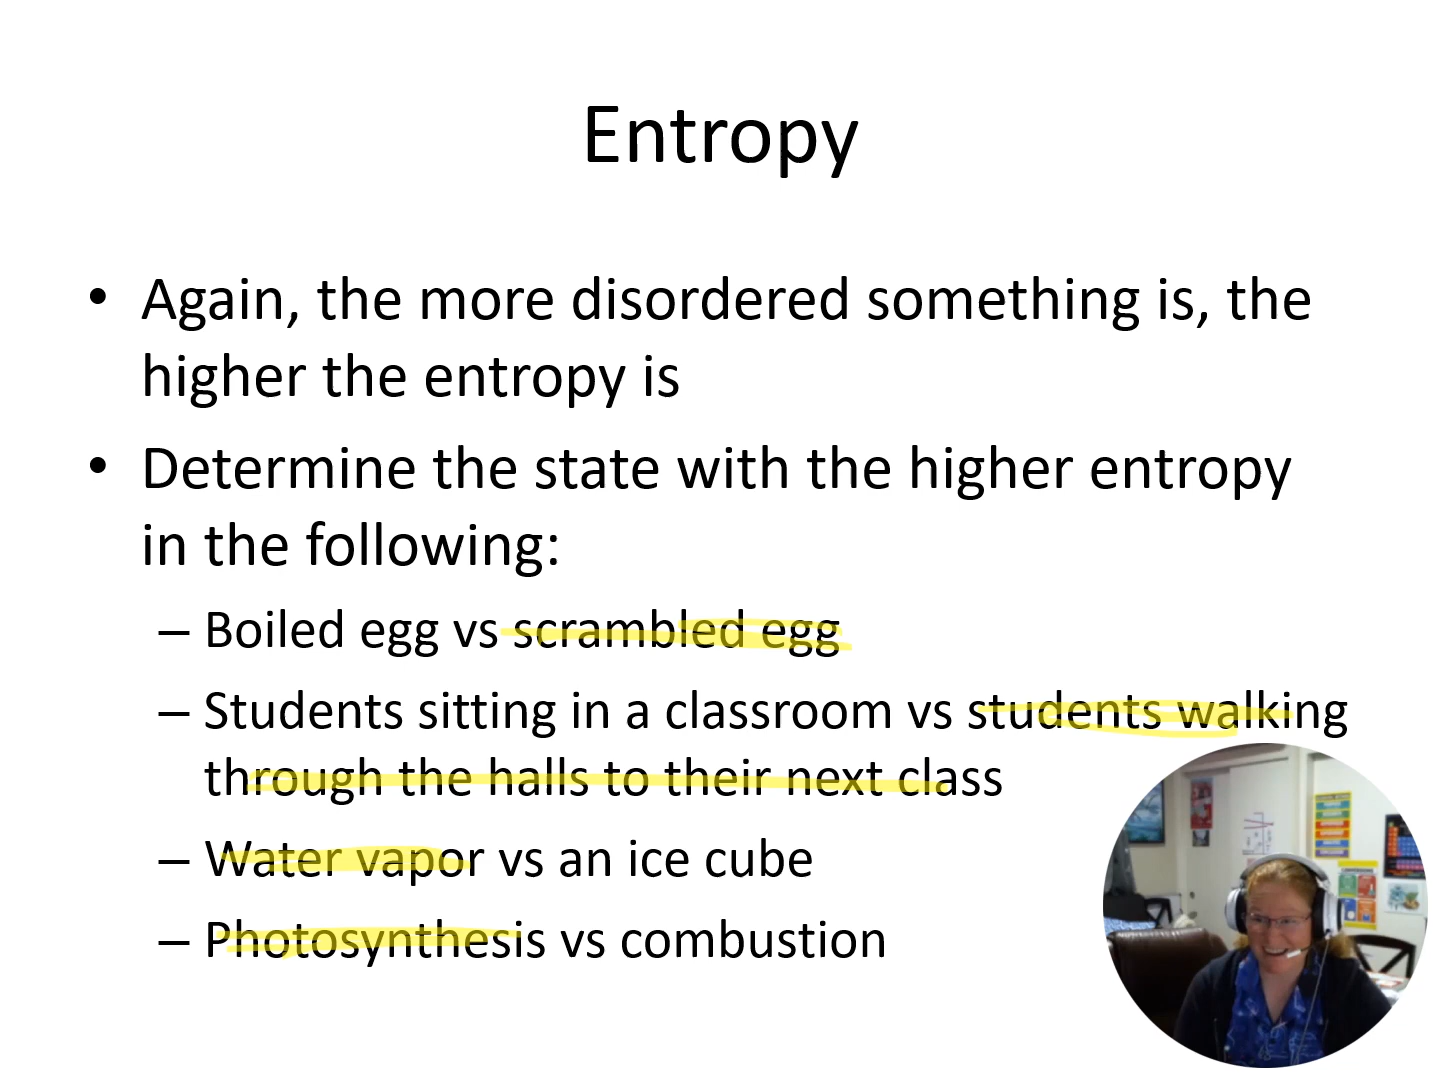 Entropy
• Again, the more disordered something is, the
higher the entropy is
• Determine the state with the higher entropy
in the following:
– Boiled egg vs scrambled egg
– Students sitting in a classroom vs students walking
through the halls to their next class
– Water vapor vs an ice cube
– Photosynthesis vs combustion